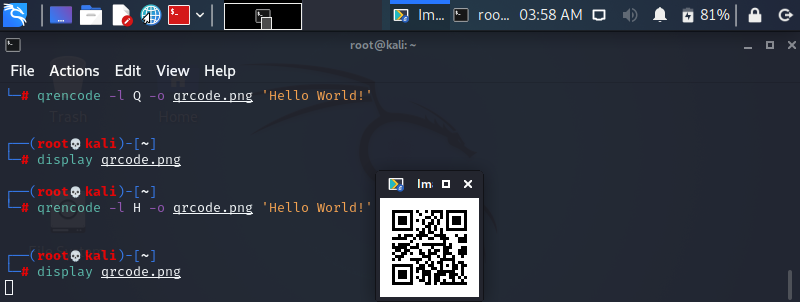 Im... roo... 03:58 AM 81%
root@kali: ~
File Actions Edit View Help
└─# qrencode -l Q -o qrcode.png 'Hello World!'
Trash Home
┌──(root💀kali)-[~]
└─# display qrcode.png
┌──(root💀kali)-[~]
└─# qrencode -l H -o qrcode.png 'Hello World!'
Im
┌──(root💀kali)-[~]
└─# display qrcode.png